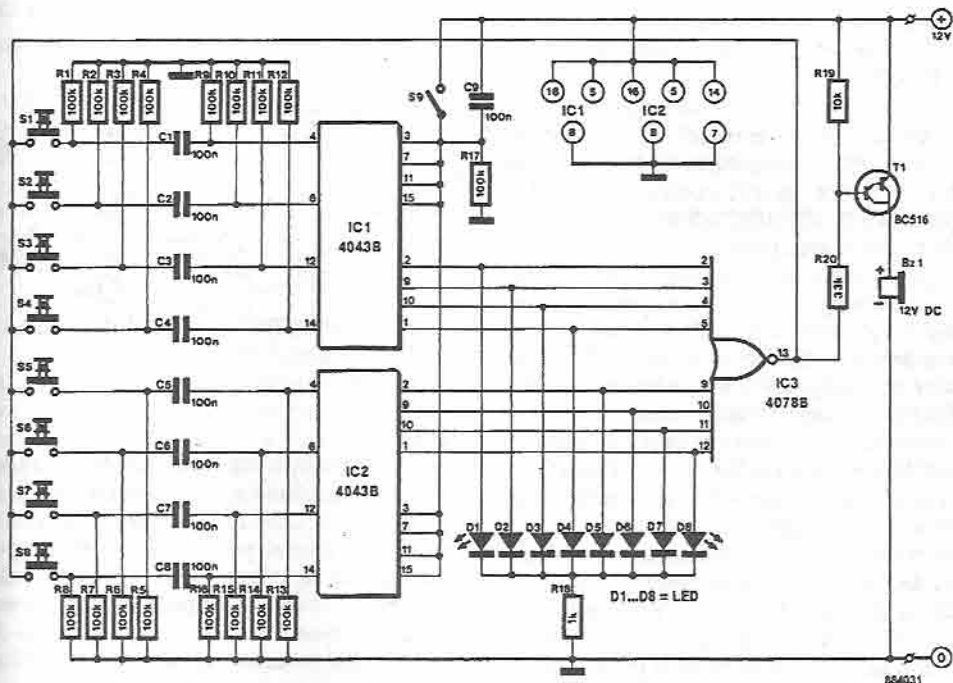 12V
R1 R2 R3 R4 R9 R10 R11 R12
100k 100k 100k 100k 100k 100k 100k 100k
S9
C9
100n
16 5 16 5 14
IC1 IC2
8 8 7
R19
10k
S1
C1
100n
4
3
7
11
15
R17
100k
T1
BC516
S2
C2
100n
6
IC1
4043B
S3
C3
100n
12
2
9
10
1
2
3
4
5
R20
33k
Bz1
+
-
12V DC
S4
C4
100n
14
13
IC3
4078B
S5
C5
100n
4
2
9
10
1
9
10
11
12
S6
C6
100n
6
IC2
4043B
S7
C7
100n
12
3
7
11
15
D1 D2 D3 D4 D5 D6 D7 D8
S8
C8
100n
14
R8 R7 R6 R5 R16 R15 R14 R13
100k 100k 100k 100k 100k 100k 100k 100k
R18
1k
D1...D8 = LED
0
884031